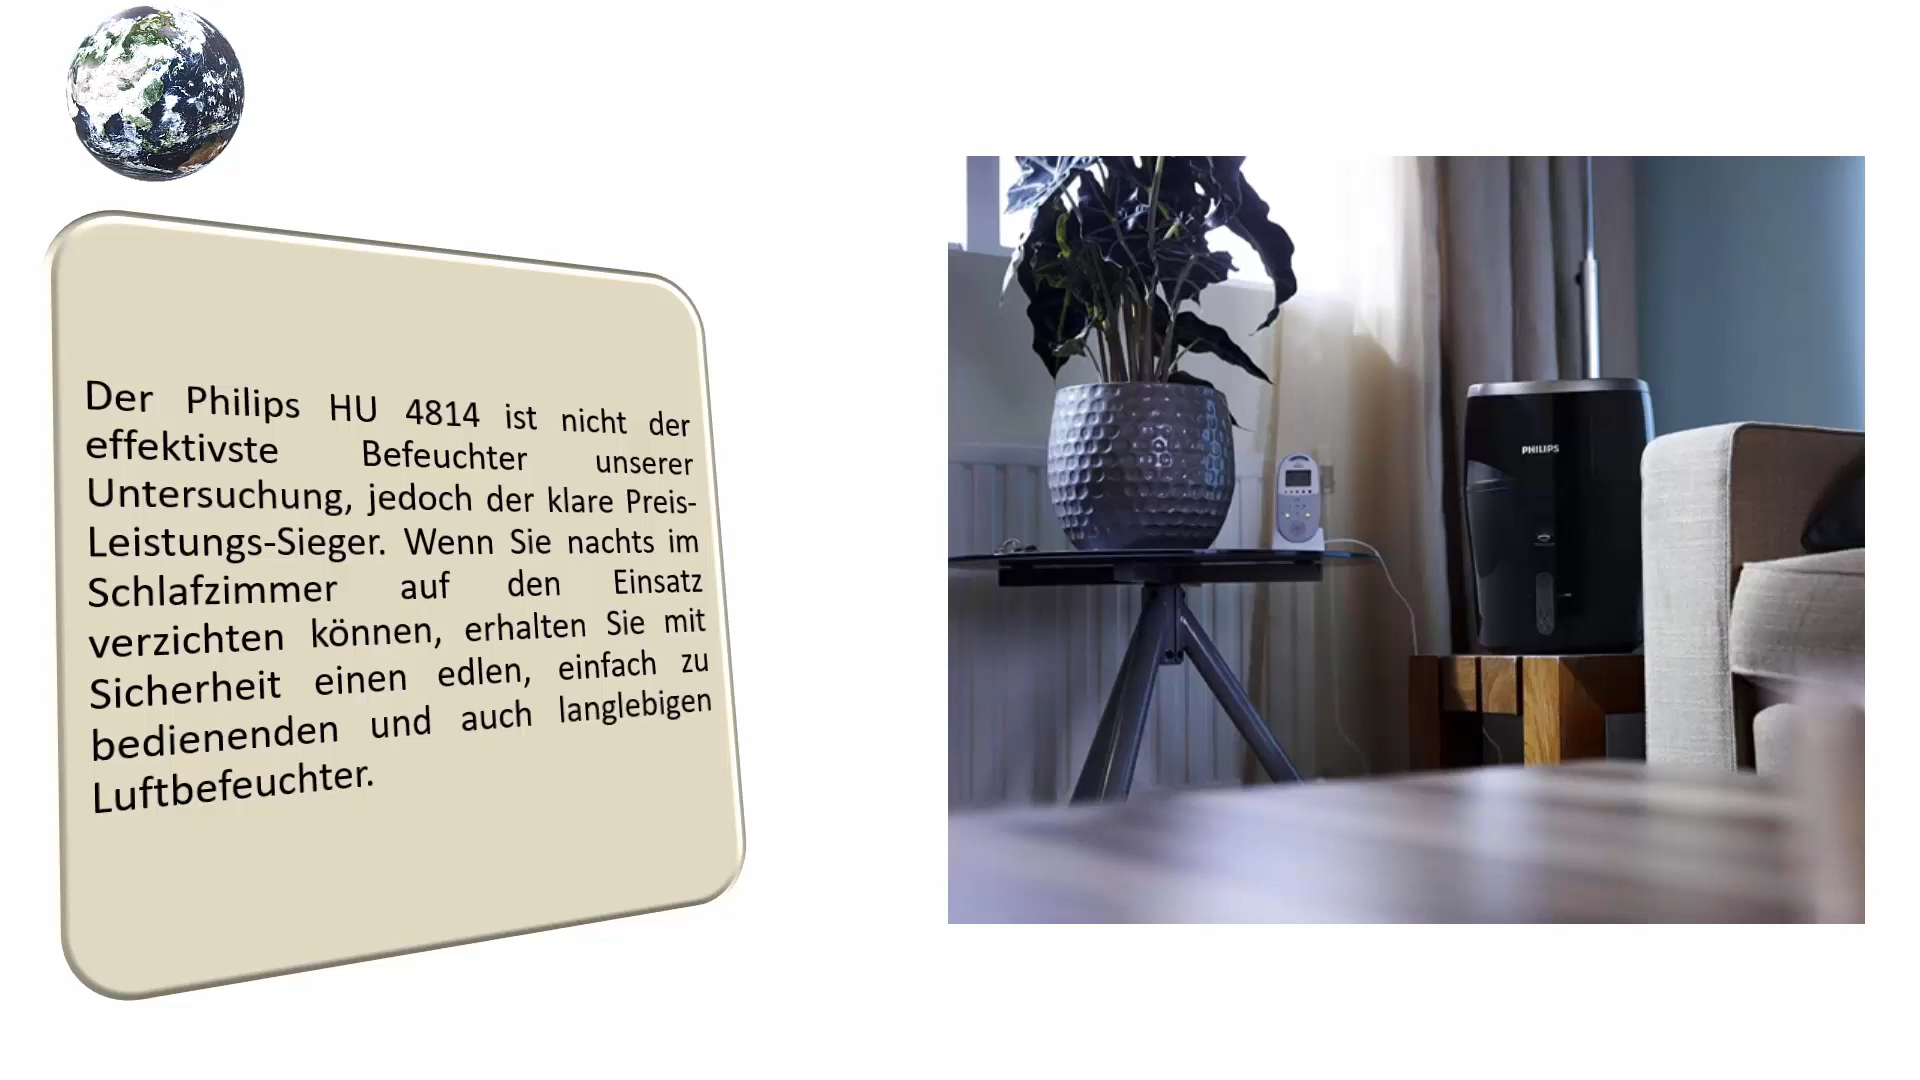 Der Philips HU 4814 ist nicht der
effektivste Befeuchter unserer
Untersuchung, jedoch der klare Preis-
Leistungs-Sieger. Wenn Sie nachts im
Schlafzimmer auf den Einsatz
verzichten können, erhalten Sie mit
Sicherheit einen edlen, einfach zu
bedienenden und auch langlebigen
Luftbefeuchter.
PHILIPS